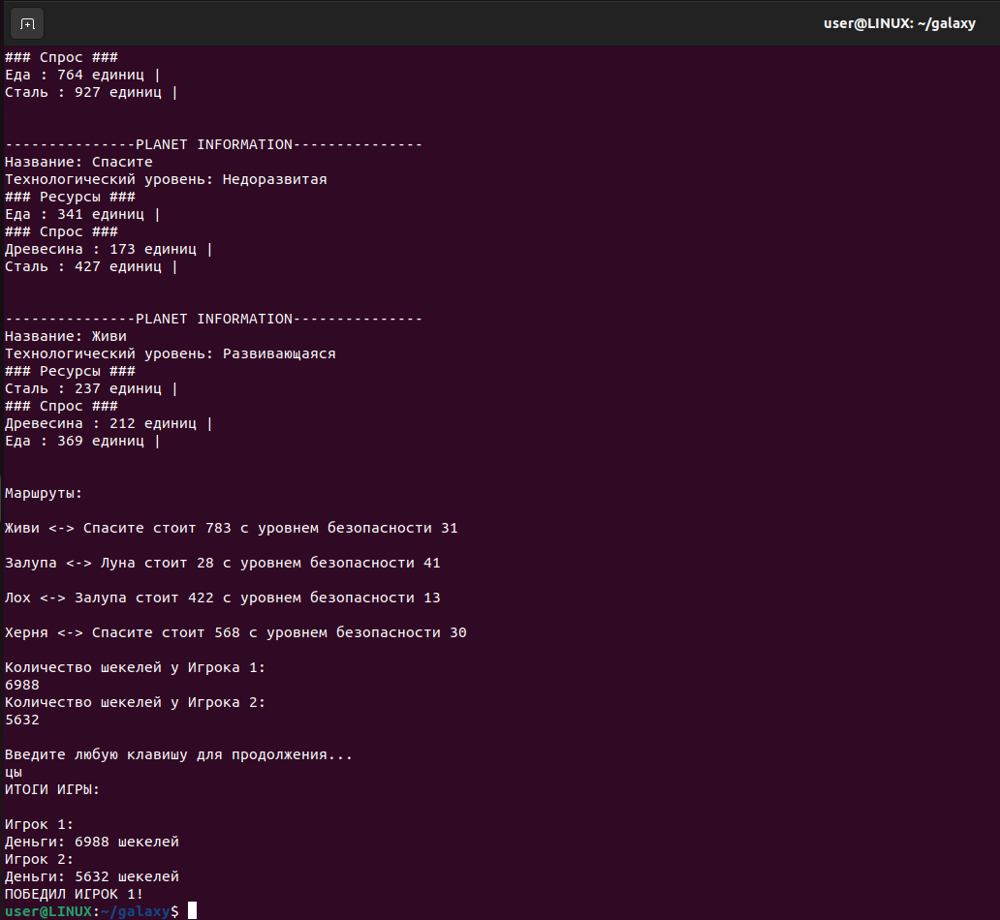 user@LINUX: ~/galaxy
### Спрос ###
Еда : 764 единиц |
Сталь : 927 единиц |
---------------PLANET INFORMATION---------------
Название: Спасите
Технологический уровень: Недоразвитая
### Ресурсы ###
Еда : 341 единиц |
### Спрос ###
Древесина : 173 единиц |
Сталь : 427 единиц |
---------------PLANET INFORMATION---------------
Название: Живи
Технологический уровень: Развивающаяся
### Ресурсы ###
Сталь : 237 единиц |
### Спрос ###
Древесина : 212 единиц |
Еда : 369 единиц |
Маршруты:
Живи <-> Спасите стоит 783 с уровнем безопасности 31
Залупа <-> Луна стоит 28 с уровнем безопасности 41
Лох <-> Залупа стоит 422 с уровнем безопасности 13
Херня <-> Спасите стоит 568 с уровнем безопасности 30
Количество шекелей у Игрока 1:
6988
Количество шекелей у Игрока 2:
5632
Введите любую клавишу для продолжения...
цы
ИТОГИ ИГРЫ:
Игрок 1:
Деньги: 6988 шекелей
Игрок 2:
Деньги: 5632 шекелей
ПОБЕДИЛ ИГРОК 1!
user@LINUX:~/galaxy$